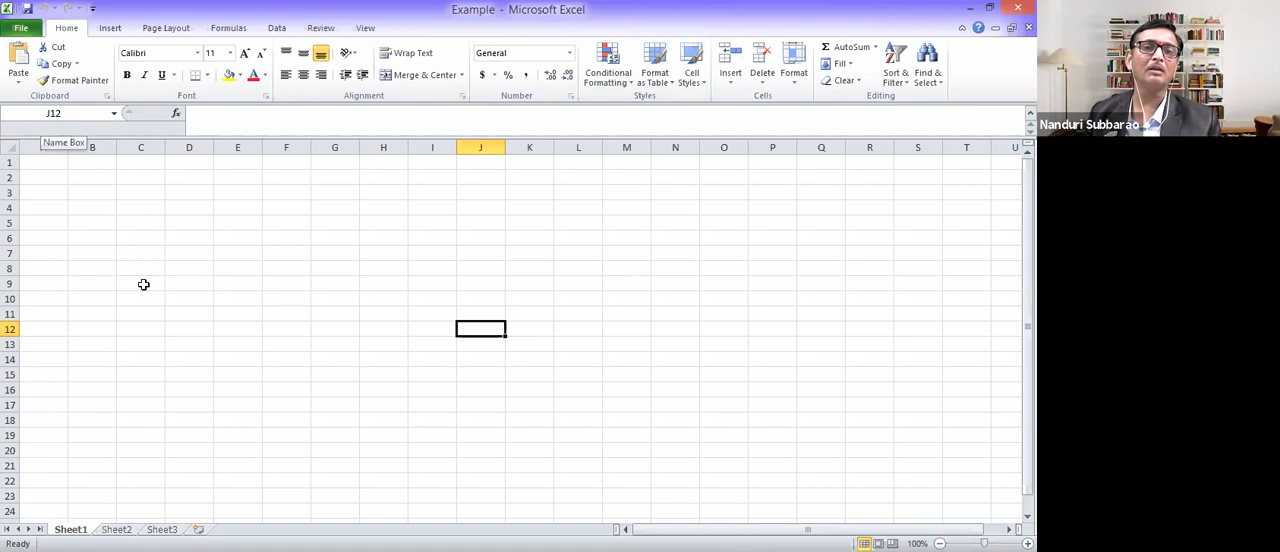 Example - Microsoft Excel
File Home Insert Page Layout Formulas Data Review View
Cut
Copy
Format Painter
Paste
Clipboard
Calibri 11
B I U A
Font
Wrap Text
Merge & Center
Alignment
General
$ % ,
Number
Conditional Formatting
Format as Table
Cell Styles
Styles
Insert Delete Format
Cells
Σ AutoSum
Fill
Clear
Sort & Filter
Find & Select
Editing
J12 fx
Name Box
B C D E F G H J K L M N O P Q R S T U
1
2
3
4
5
6
7
8
9
10
11
12
13
14
15
16
17
18
19
20
21
22
23
24
Sheet1 Sheet2 Sheet3
Ready 100%
Nanduri Subbarao